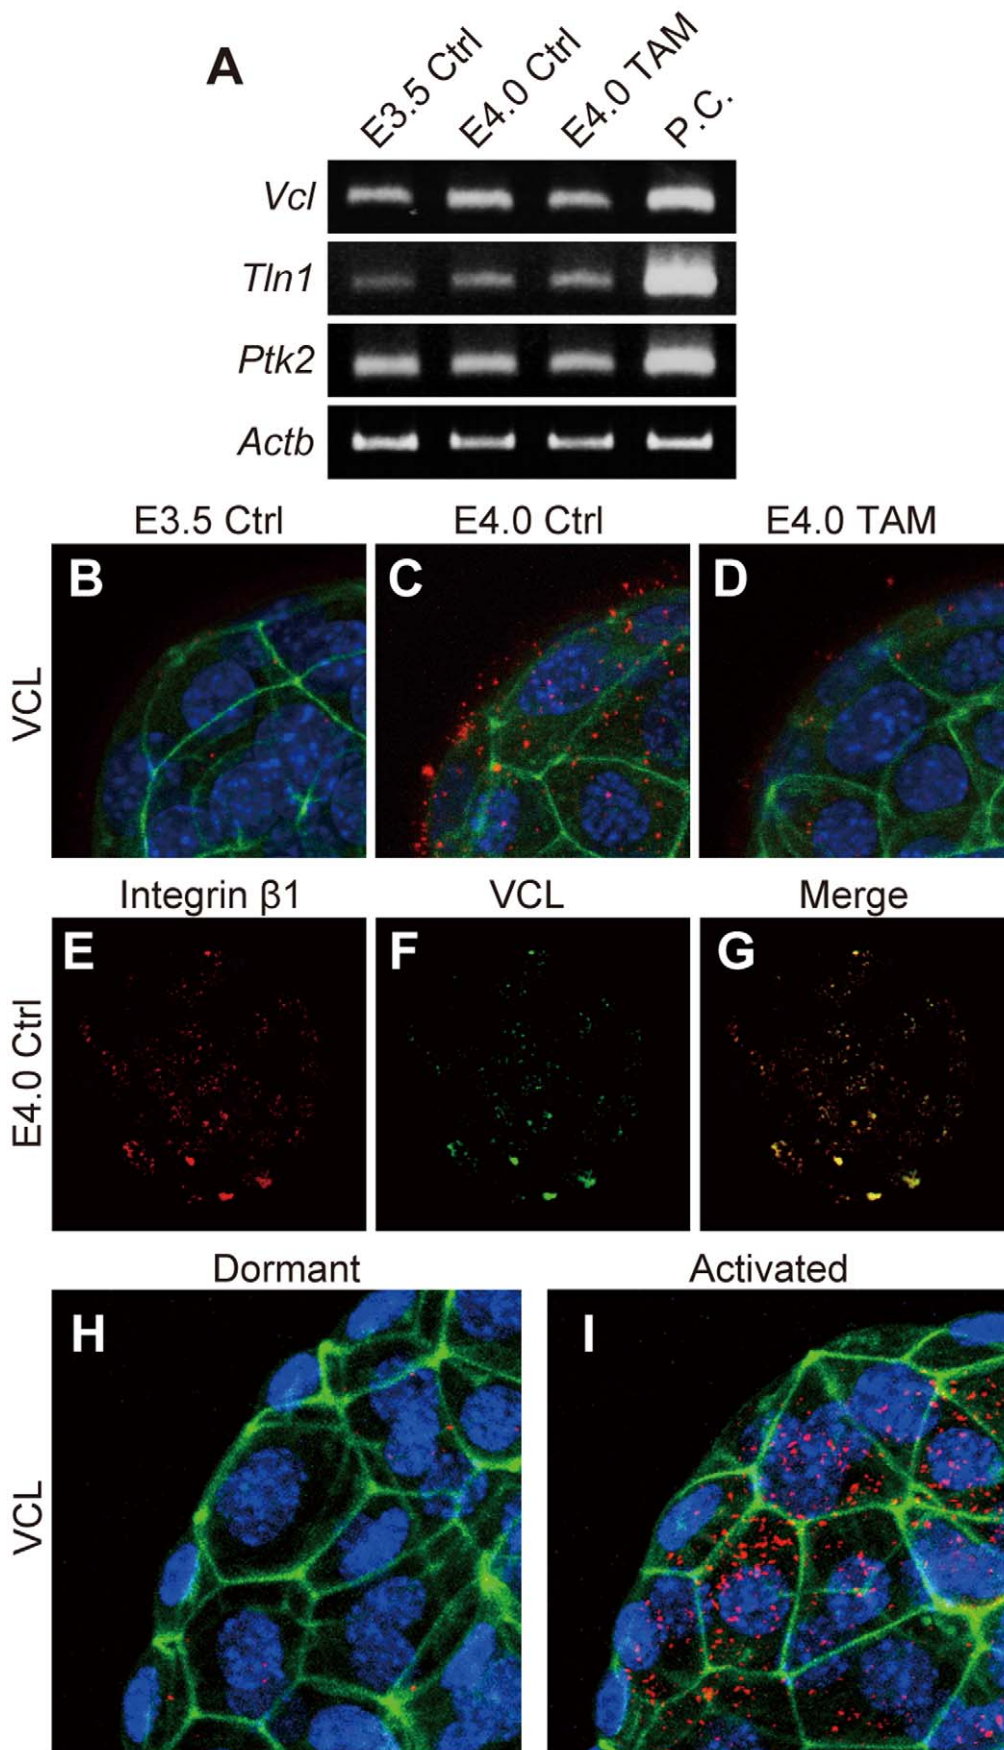 A
E3.5 Ctrl
E4.0 Ctrl
E4.0 TAM
P.C.
Vcl
Tln1
Ptk2
Actb
E3.5 Ctrl
E4.0 Ctrl
E4.0 TAM
VCL
B
C
D
Integrin β1
VCL
Merge
E4.0 Ctrl
E
F
G
Dormant
Activated
VCL
H
I